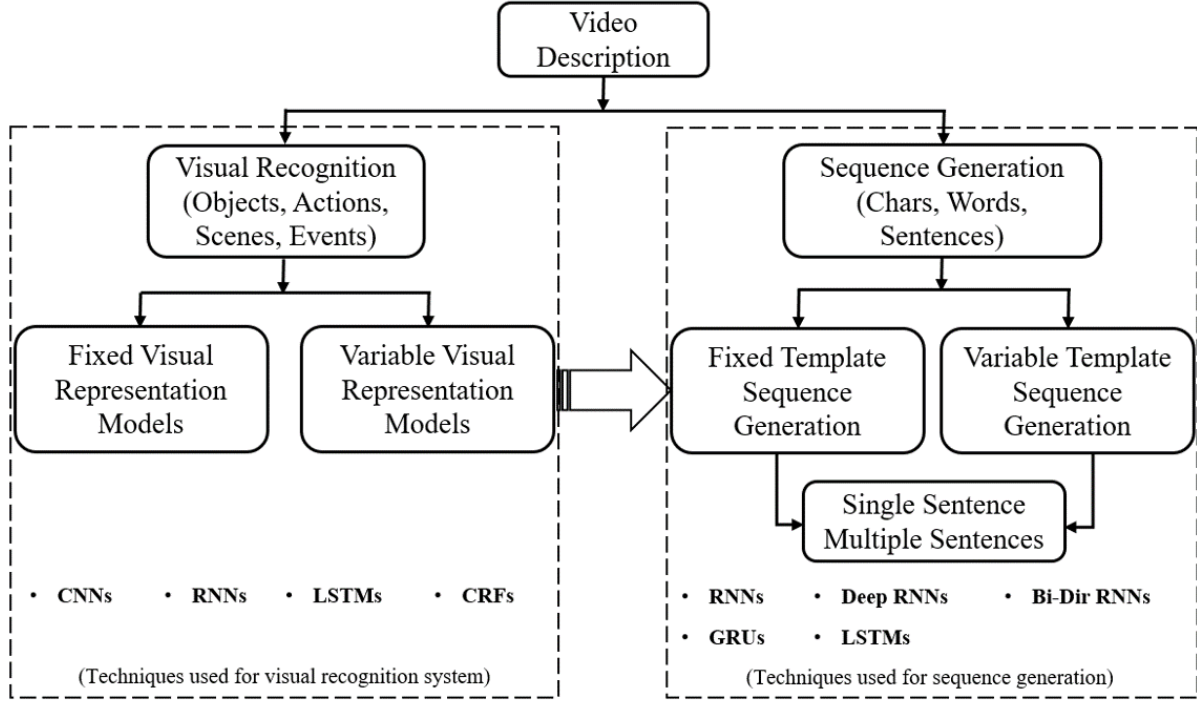 Video
Description
Visual Recognition
(Objects, Actions,
Scenes, Events)
Fixed Visual
Representation
Models
Variable Visual
Representation
Models
• CNNs • RNNs • LSTMs • CRFs
(Techniques used for visual recognition system)
Sequence Generation
(Chars, Words,
Sentences)
Fixed Template
Sequence
Generation
Variable Template
Sequence
Generation
Single Sentence
Multiple Sentences
• RNNs • Deep RNNs • Bi-Dir RNNs
• GRUs • LSTMs
(Techniques used for sequence generation)